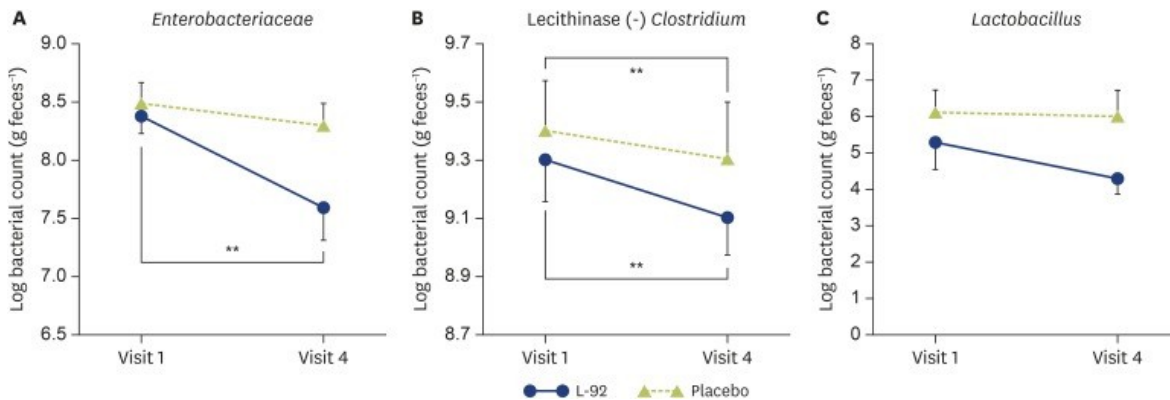 A
Enterobacteriaceae
Log bacterial count (g feces⁻¹)
9.0
8.5
8.0
7.5
7.0
6.5
**
Visit 1
Visit 4
B
Lecithinase (-) Clostridium
Log bacterial count (g feces⁻¹)
9.7
9.5
9.3
9.1
8.9
8.7
**
**
Visit 1
Visit 4
C
Lactobacillus
Log bacterial count (g feces⁻¹)
8
7
6
5
4
3
2
1
0
Visit 1
Visit 4
L-92
Placebo